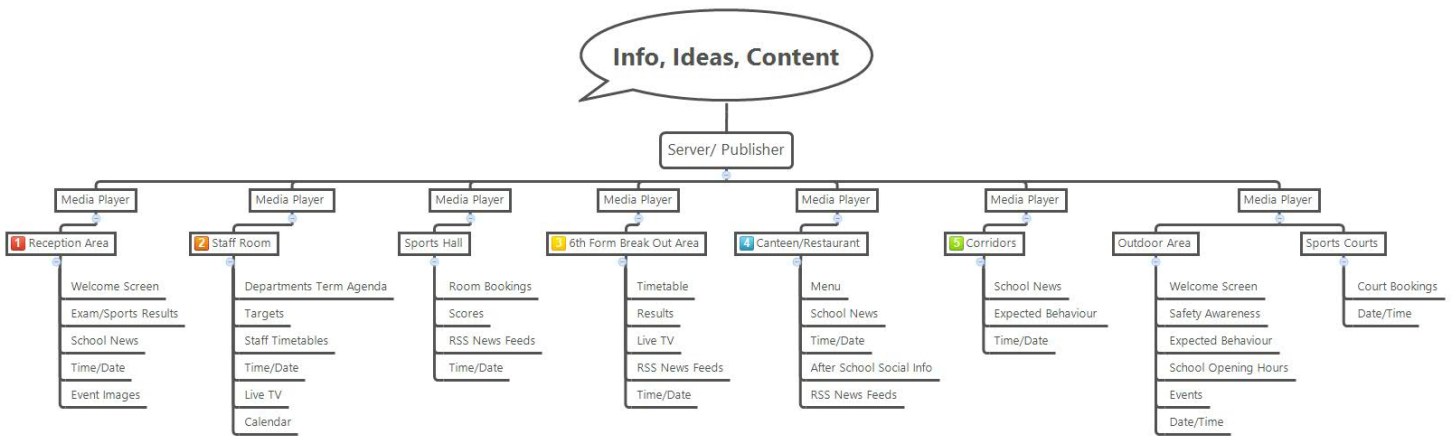 Info, Ideas, Content
Server/ Publisher
Media Player
Media Player
Media Player
Media Player
Media Player
Media Player
Media Player
1 Reception Area
2 Staff Room
Sports Hall
3 6th Form Break Out Area
4 Canteen/Restaurant
5 Corridors
Outdoor Area
Sports Courts
Welcome Screen
Exam/Sports Results
School News
Time/Date
Event Images
Departments Term Agenda
Targets
Staff Timetables
Time/Date
Live TV
Calendar
Room Bookings
Scores
RSS News Feeds
Time/Date
Timetable
Results
Live TV
RSS News Feeds
Time/Date
Menu
School News
Time/Date
After School Social Info
RSS News Feeds
School News
Expected Behaviour
Time/Date
Welcome Screen
Safety Awareness
Expected Behaviour
School Opening Hours
Events
Date/Time
Court Bookings
Date/Time